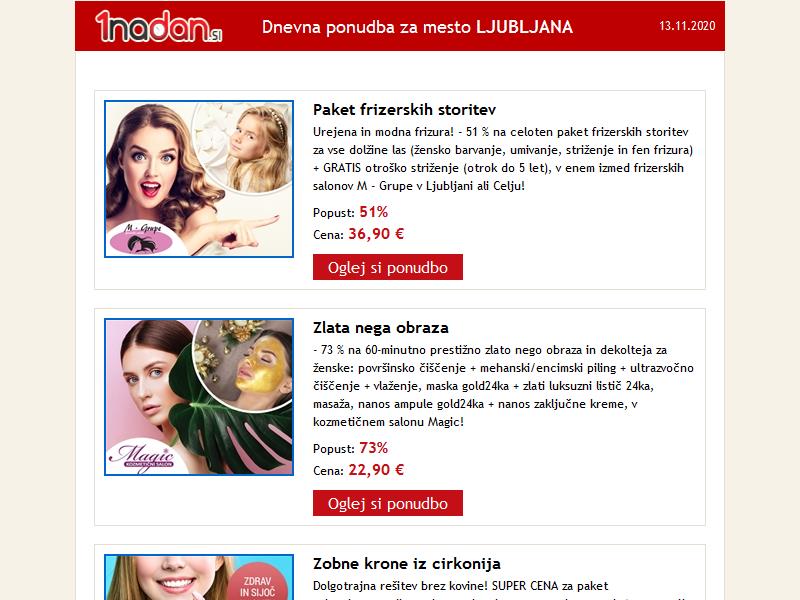 1nadan.si
Dnevna ponudba za mesto LJUBLJANA
13.11.2020
Paket frizerskih storitev
Urejena in modna frizura! - 51 % na celoten paket frizerskih storitev
za vse dolžine las (žensko barvanje, umivanje, striženje in fen frizura)
+ GRATIS otroško striženje (otrok do 5 let), v enem izmed frizerskih
salonov M - Grupe v Ljubljani ali Celju!
M - Grupe
Popust: 51%
Cena: 36,90 €
Oglej si ponudbo
Zlata nega obraza
- 73 % na 60-minutno prestižno zlato nego obraza in dekolteja za
ženske: površinsko čiščenje + mehanski/encimski piling + ultrazvočno
čiščenje + vlaženje, maska gold24ka + zlati luksuzni listič 24ka,
masaža, nanos ampule gold24ka + nanos zaključne kreme, v
kozmetičnem salonu Magic!
Magic
KOZMETIČNI SALON
Popust: 73%
Cena: 22,90 €
Oglej si ponudbo
Zobne krone iz cirkonija
Dolgotrajna rešitev brez kovine! SUPER CENA za paket
ZDRAV
IN SIJOČ